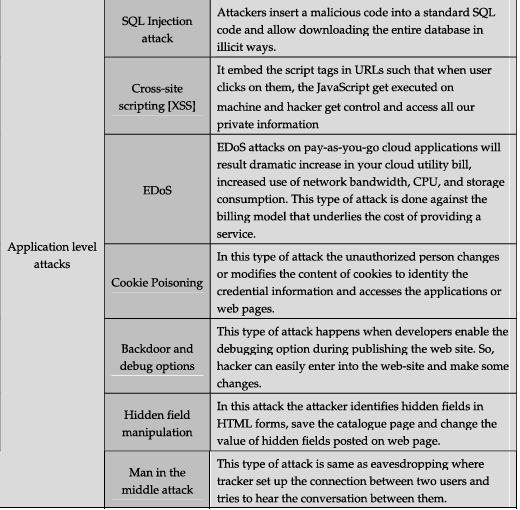 Application level
attacks
SQL Injection
attack
Attackers insert a malicious code into a standard SQL
code and allow downloading the entire database in
illicit ways.
Cross-site
scripting [XSS]
It embed the script tags in URLs such that when user
clicks on them, the JavaScript get executed on
machine and hacker get control and access all our
private information
EDoS
EDoS attacks on pay-as-you-go cloud applications will
result dramatic increase in your cloud utility bill,
increased use of network bandwidth, CPU, and storage
consumption. This type of attack is done against the
billing model that underlies the cost of providing a
service.
Cookie Poisoning
In this type of attack the unauthorized person changes
or modifies the content of cookies to identity the
credential information and accesses the applications or
web pages.
Backdoor and
debug options
This type of attack happens when developers enable the
debugging option during publishing the web site. So,
hacker can easily enter into the web-site and make some
changes.
Hidden field
manipulation
In this attack the attacker identifies hidden fields in
HTML forms, save the catalogue page and change the
value of hidden fields posted on web page.
Man in the
middle attack
This type of attack is same as eavesdropping where
tracker set up the connection between two users and
tries to hear the conversation between them.